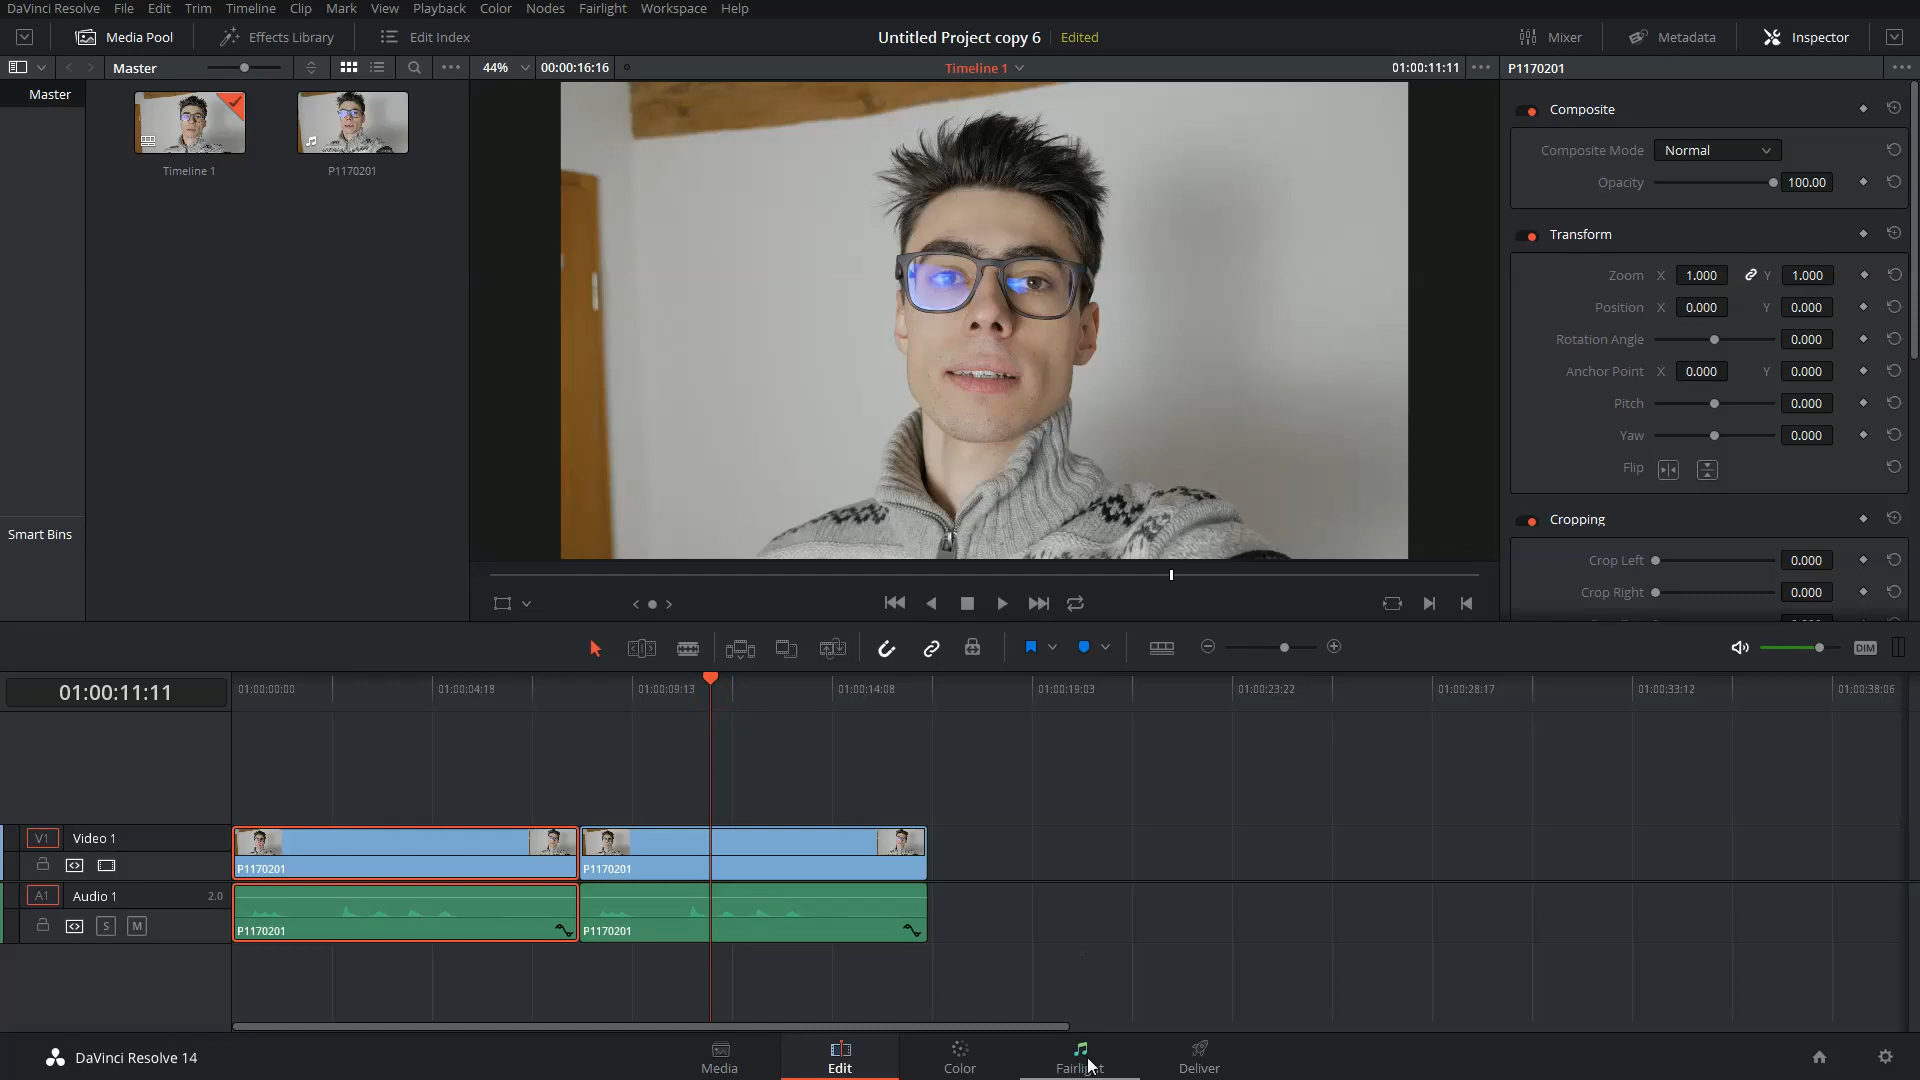 DaVinci Resolve File Edit Trim Timeline Clip Mark View Playback Color Nodes Fairlight Workspace Help
Media Pool Effects Library Edit Index Untitled Project copy 6 Edited Mixer Metadata Inspector
Master 44% 00:00:16:16 Timeline 1 01:00:11:11 P1170201
Master
Timeline 1 P1170201
Smart Bins
Composite
Composite Mode Normal
Opacity 100.00
Transform
Zoom X 1.000 Y 1.000
Position X 0.000 Y 0.000
Rotation Angle 0.000
Anchor Point X 0.000 Y 0.000
Pitch 0.000
Yaw 0.000
Flip
Cropping
Crop Left 0.000
Crop Right 0.000
DIM
01:00:11:11 01:00:00:00 01:00:04:18 01:00:09:13 01:00:14:08 01:00:19:03 01:00:23:22 01:00:28:17 01:00:33:12 01:00:38:06
V1 Video 1
P1170201 P1170201
A1 Audio 1 2.0
S M
P1170201 P1170201
DaVinci Resolve 14 Media Edit Color Fairlight Deliver